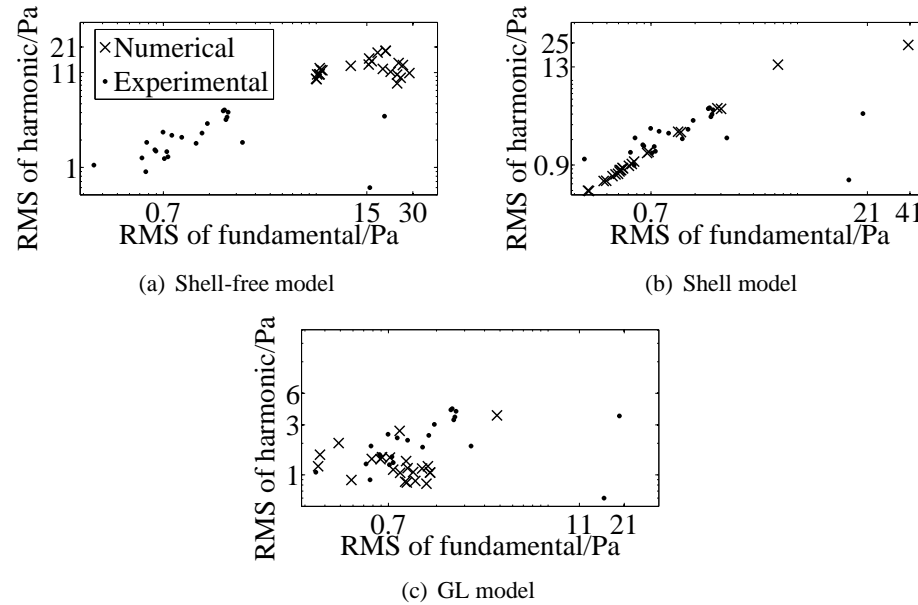 RMS of harmonic/Pa
21
11
1
× Numerical
• Experimental
0.7 15 30
RMS of fundamental/Pa
(a) Shell-free model
RMS of harmonic/Pa
25
13
0.9
0.7 21 41
RMS of fundamental/Pa
(b) Shell model
RMS of harmonic/Pa
6
3
1
0.7 11 21
RMS of fundamental/Pa
(c) GL model